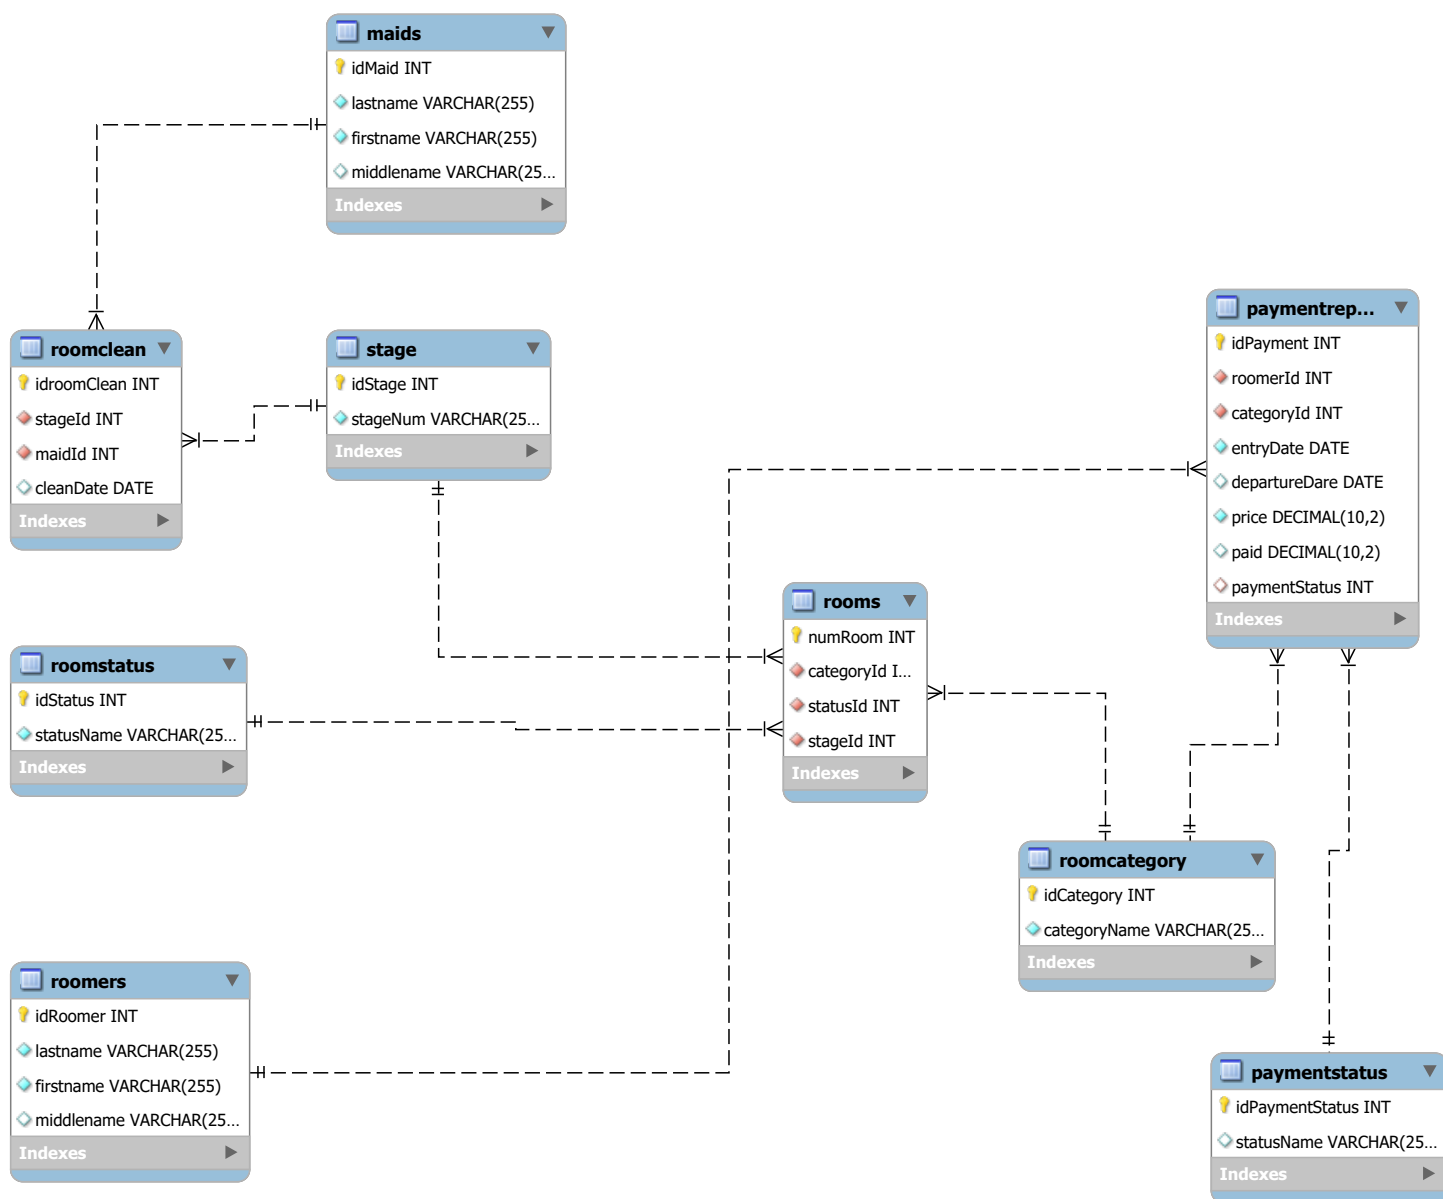 maids
idMaid INT
lastname VARCHAR(255)
firstname VARCHAR(255)
middlename VARCHAR(25...
Indexes
roomclean
idroomClean INT
stageId INT
maidId INT
cleanDate DATE
Indexes
stage
idStage INT
stageNum VARCHAR(25...
Indexes
paymentrep...
idPayment INT
roomerId INT
categoryId INT
entryDate DATE
departureDare DATE
price DECIMAL(10,2)
paid DECIMAL(10,2)
paymentStatus INT
Indexes
rooms
numRoom INT
categoryId I...
statusId INT
stageId INT
Indexes
roomstatus
idStatus INT
statusName VARCHAR(25...
Indexes
roomcategory
idCategory INT
categoryName VARCHAR(25...
Indexes
roomers
idRoomer INT
lastname VARCHAR(255)
firstname VARCHAR(255)
middlename VARCHAR(25...
Indexes
paymentstatus
idPaymentStatus INT
statusName VARCHAR(25...
Indexes